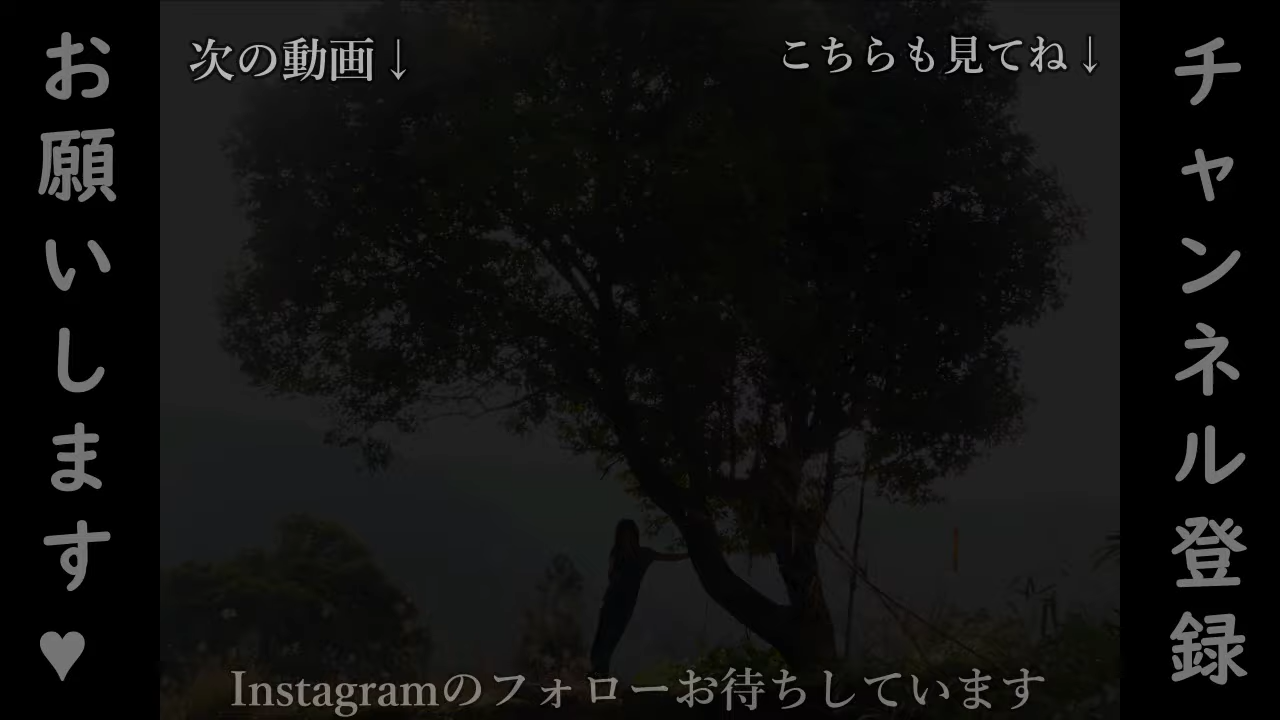 チャンネル登録
お願いします♥
次の動画↓
こちらも見てね↓
Instagramのフォローお待ちしています